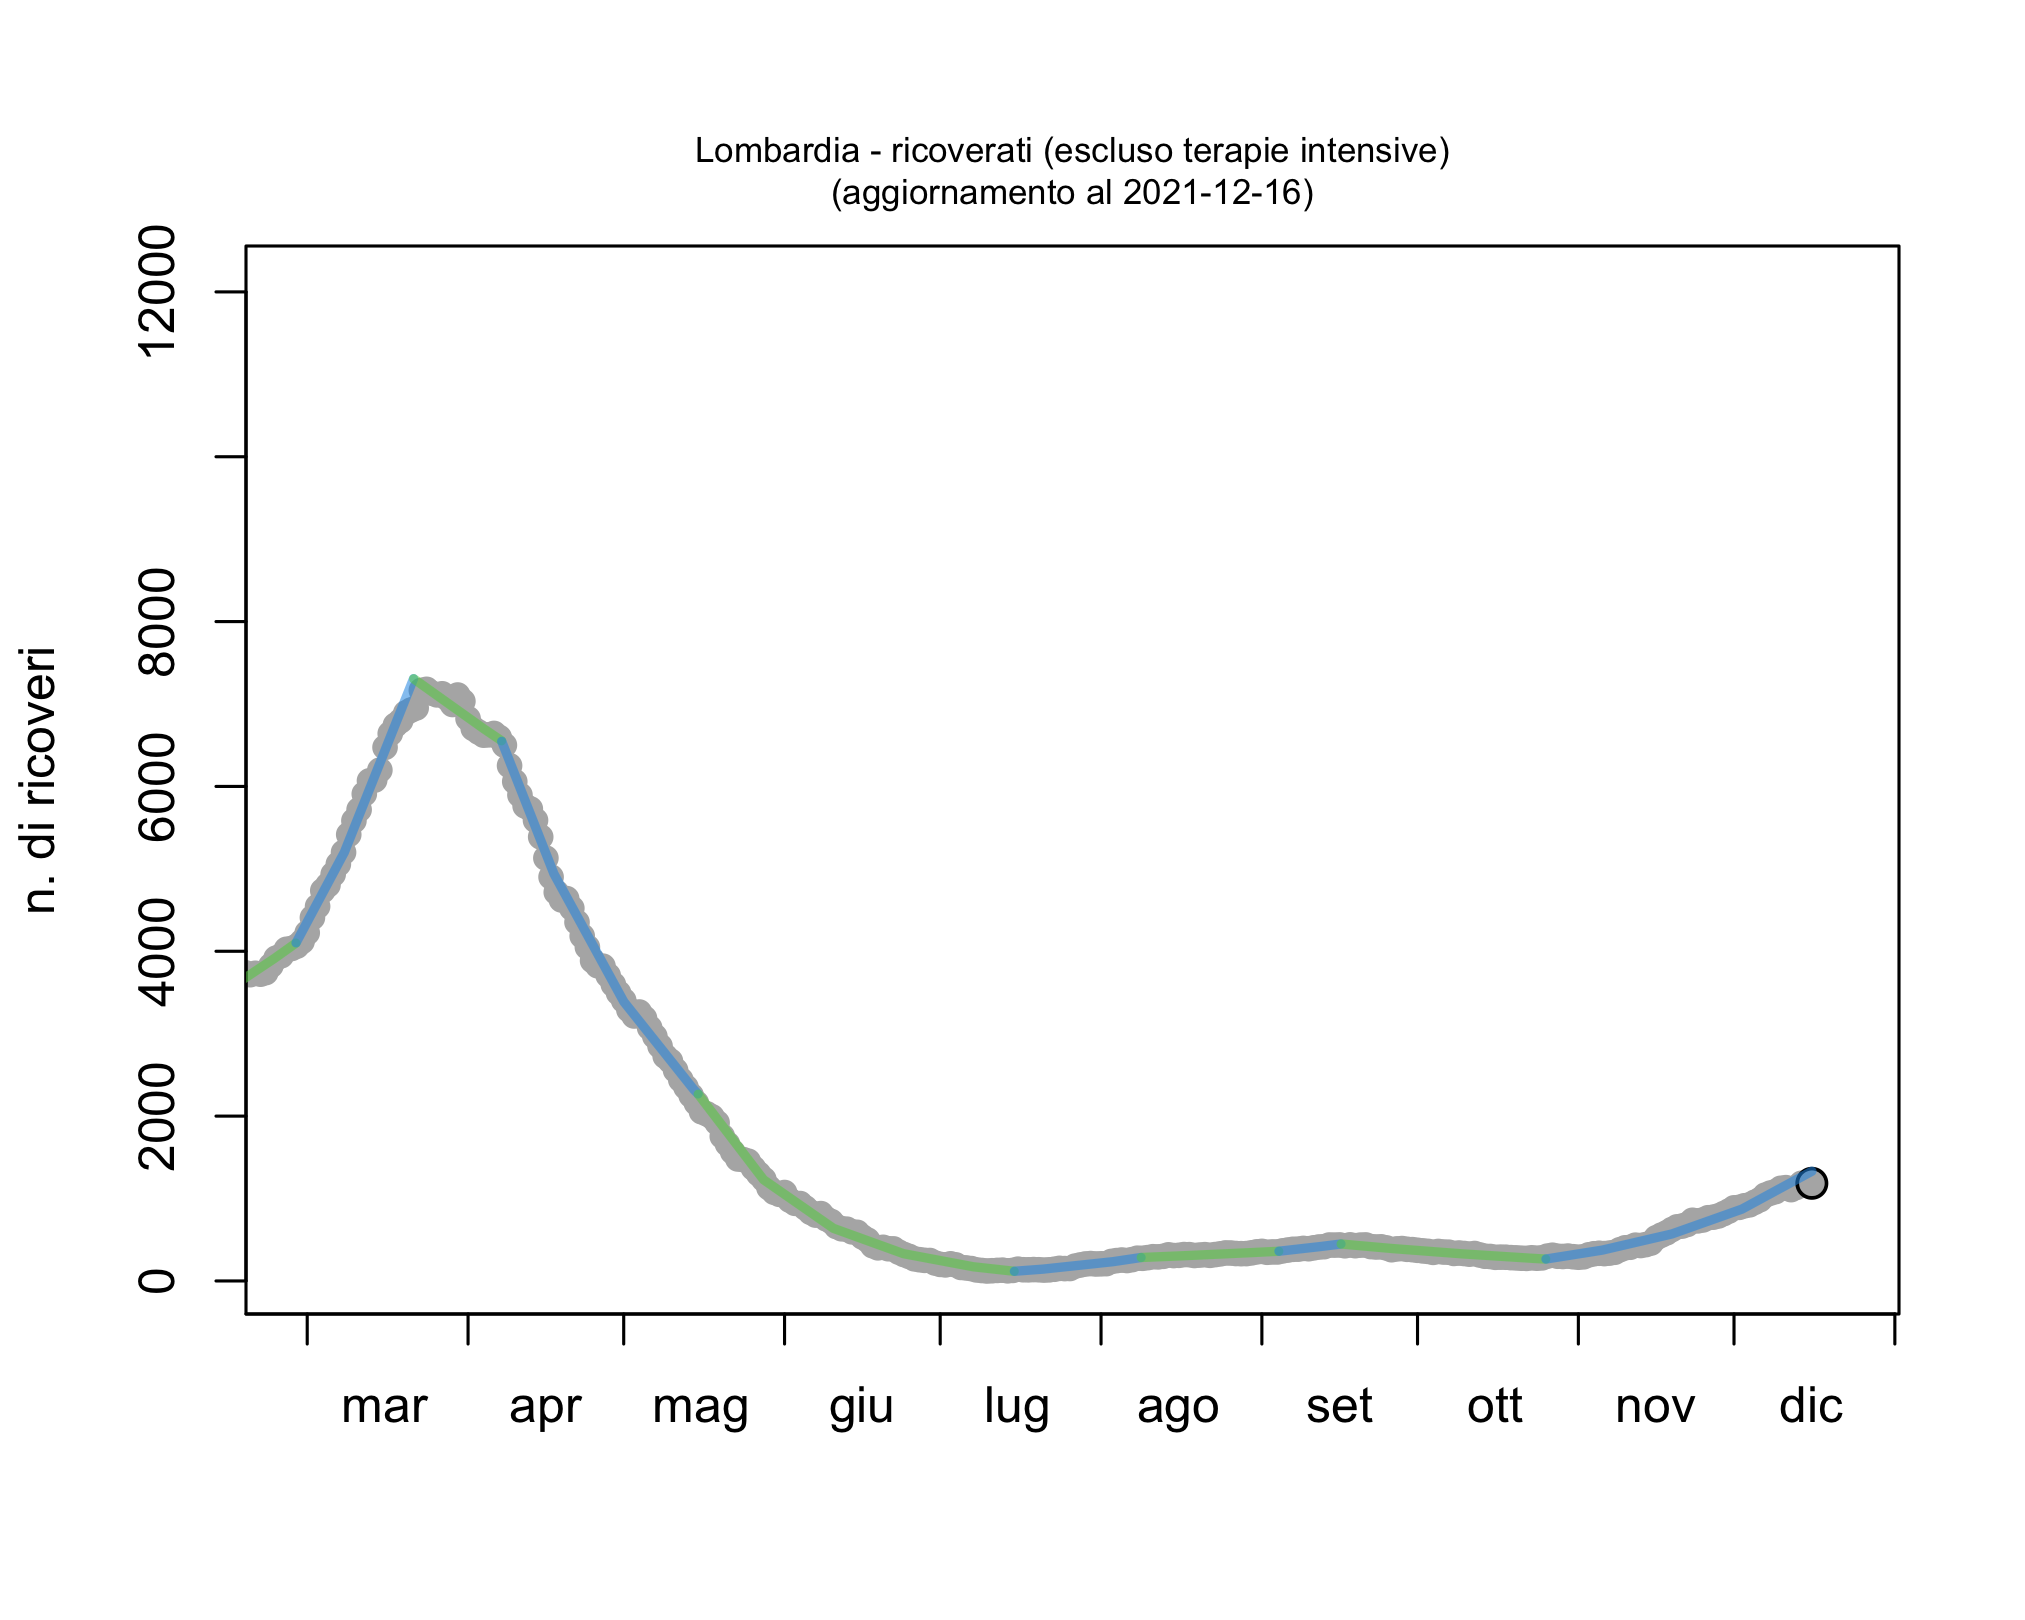 Lombardia - ricoverati (escluso terapie intensive)
(aggiornamento al 2021-12-16)
n. di ricoveri
12000
8000
6000
4000
2000
0
mar apr mag giu lug ago set ott nov dic